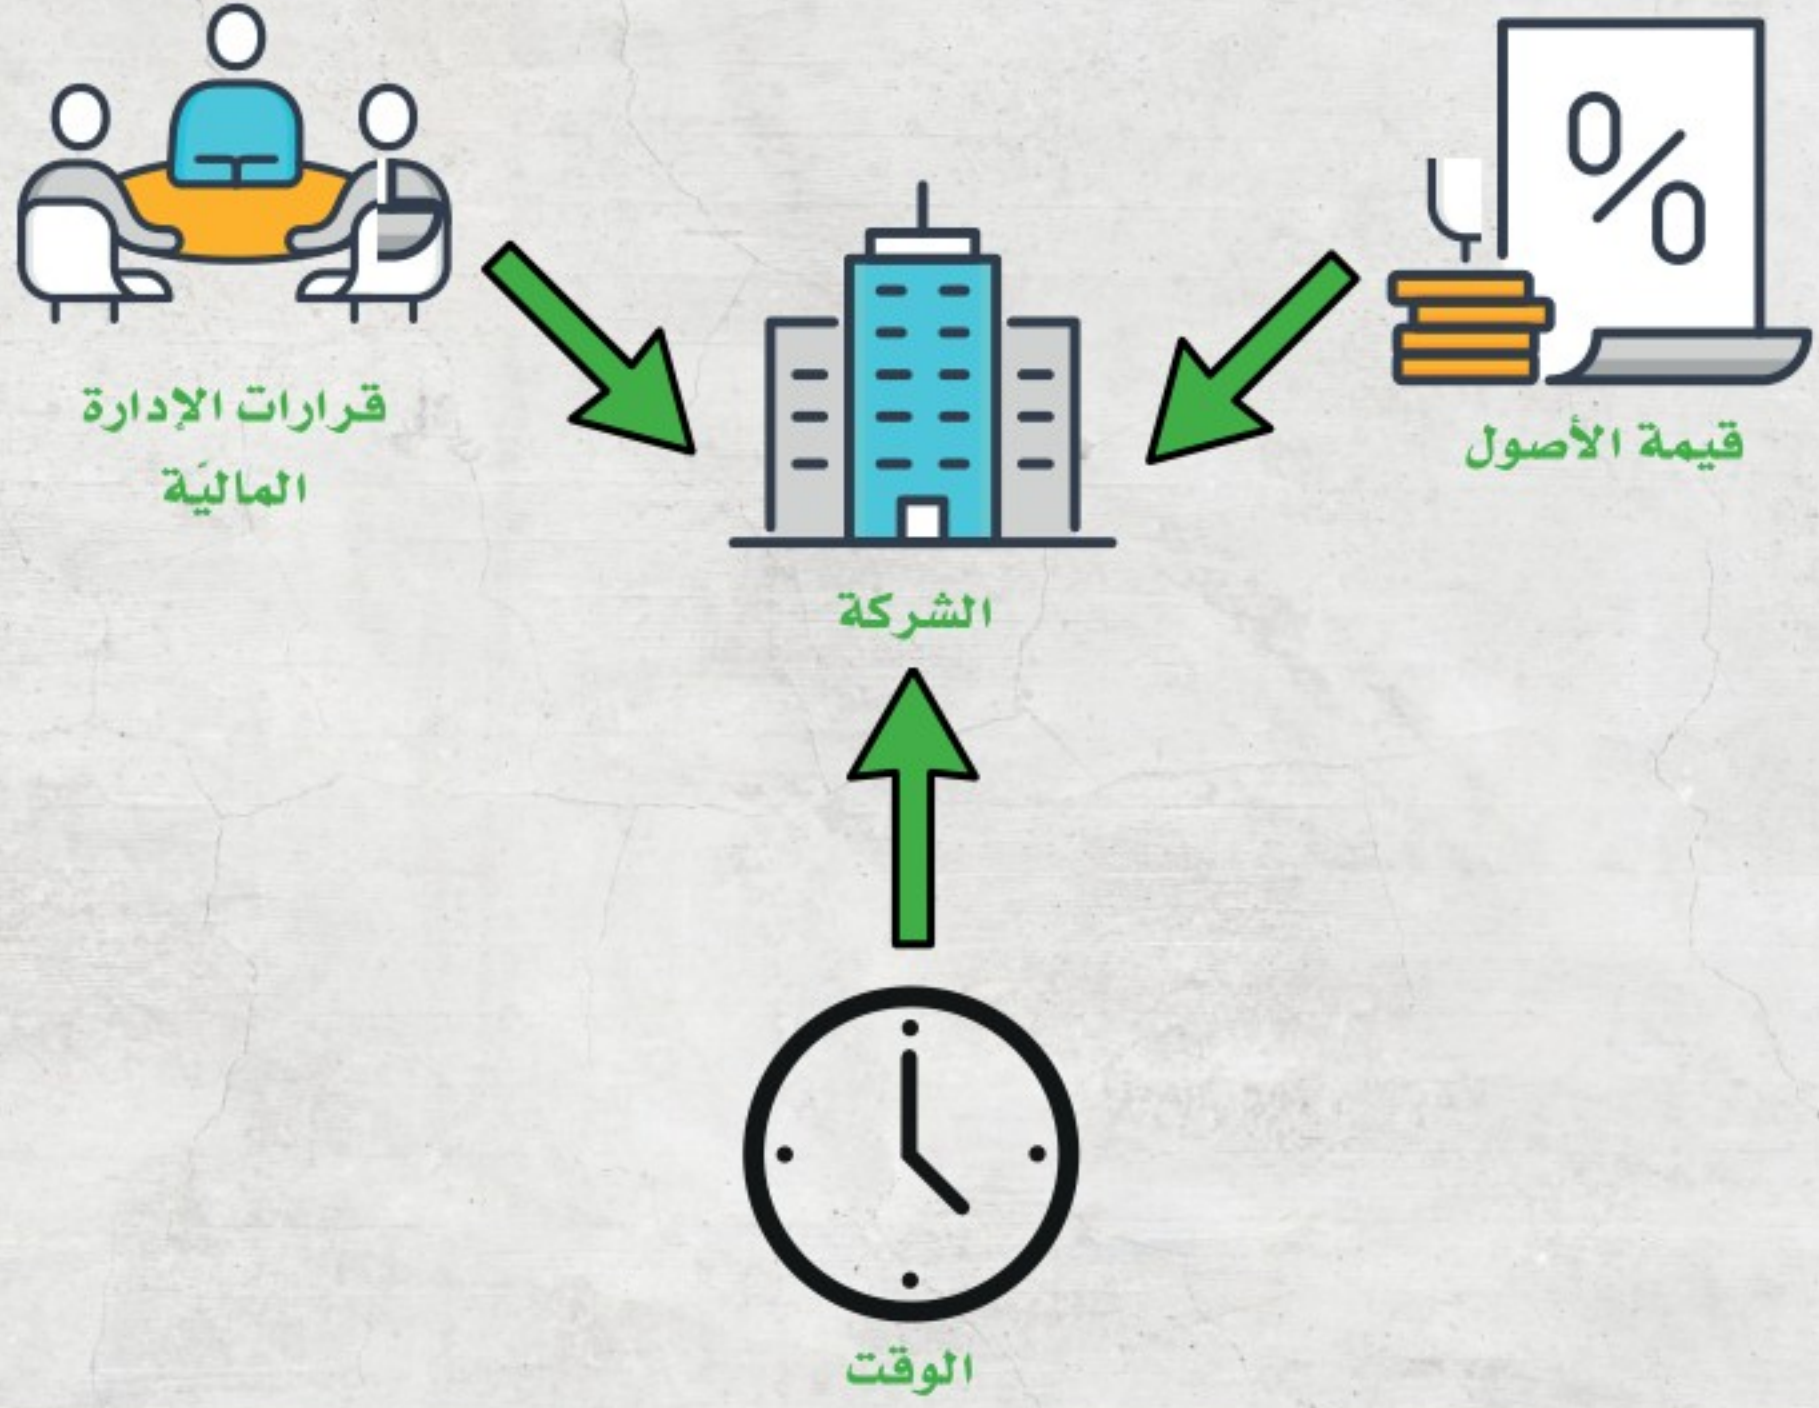 قيمة الأصول
قرارات الإدارة
الماليَة
الشركة
الوقت
%